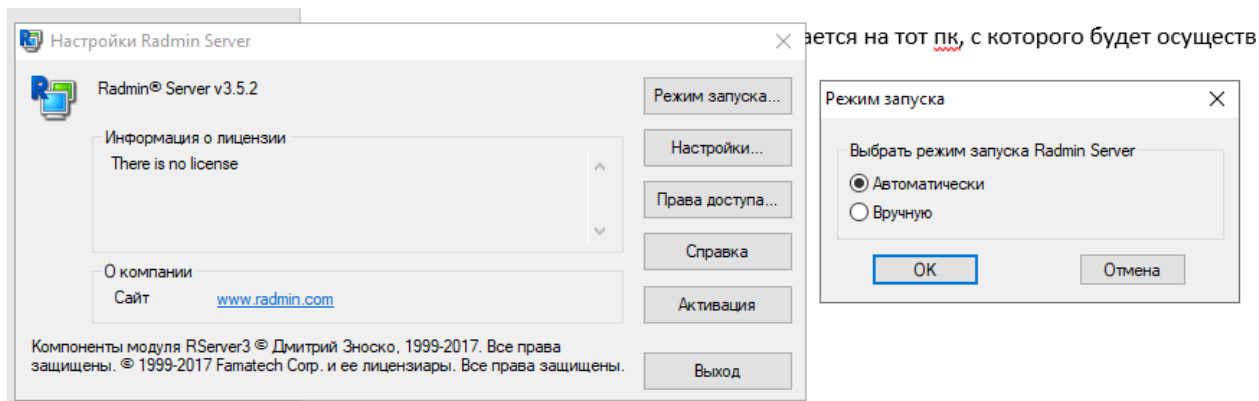 Настройки Radmin Server
Radmin® Server v3.5.2
Информация о лицензии
There is no license
О компании
Сайт www.radmin.com
Компоненты модуля RServer3 © Дмитрий Зноско, 1999-2017. Все права
защищены. © 1999-2017 Famatech Corp. и ее лицензиары. Все права защищены.
Режим запуска...
Настройки...
Права доступа...
Справка
Активация
Выход
ается на тот пк, с которого будет осуществ
Режим запуска
Выбрать режим запуска Radmin Server
Автоматически
Вручную
ОК
Отмена